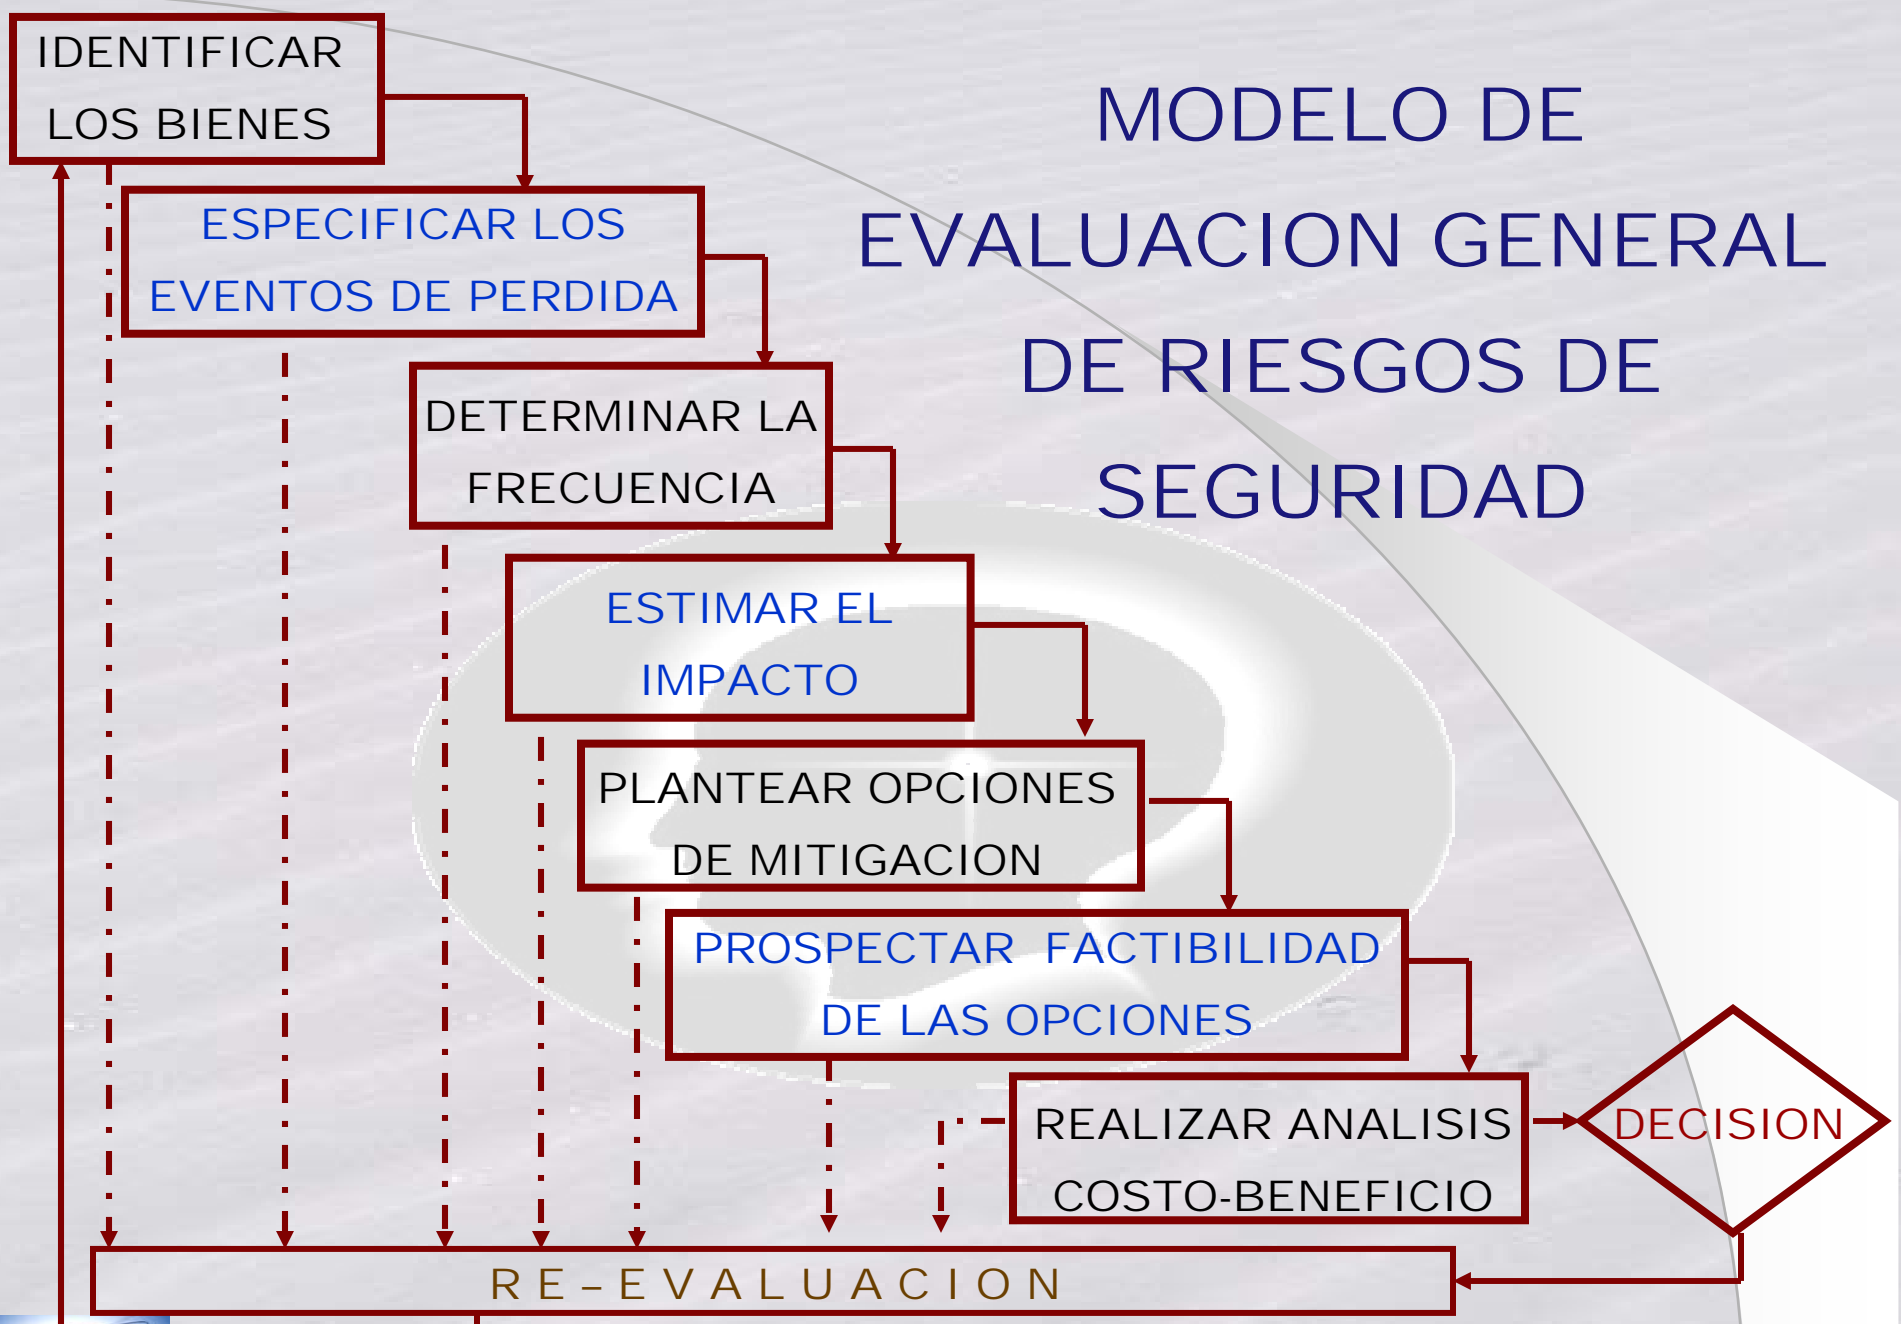 IDENTIFICAR
LOS BIENES
MODELO DE
EVALUACION GENERAL
DE RIESGOS DE
SEGURIDAD
ESPECIFICAR LOS
EVENTOS DE PERDIDA
DETERMINAR LA
FRECUENCIA
ESTIMAR EL
IMPACTO
PLANTEAR OPCIONES
DE MITIGACION
PROSPECTAR FACTIBILIDAD
DE LAS OPCIONES
REALIZAR ANALISIS
COSTO-BENEFICIO
DECISION
RE–EVALUACION